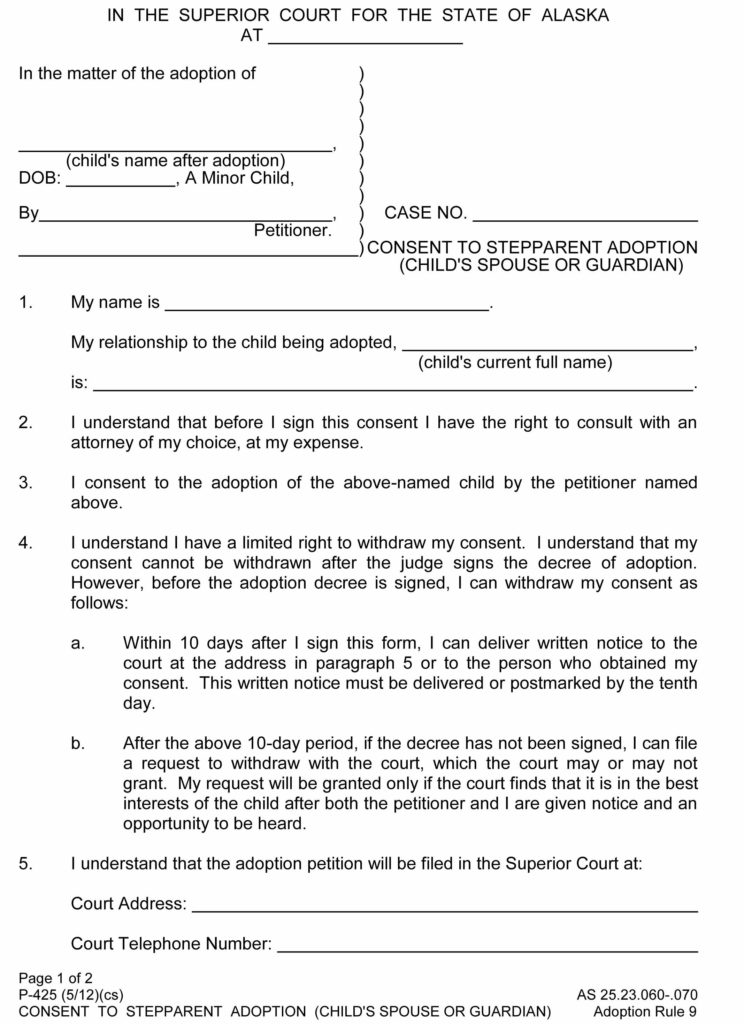 IN THE SUPERIOR COURT FOR THE STATE OF ALASKA
AT ____________________
In the matter of the adoption of )
)
)
)
________________________________, )
(child's name after adoption) )
DOB: ___________, A Minor Child, )
)
By______________________________, ) CASE NO. _______________________
Petitioner. )
___________________________________) CONSENT TO STEPPARENT ADOPTION
(CHILD'S SPOUSE OR GUARDIAN)
1. My name is _________________________________.
My relationship to the child being adopted, ______________________________,
(child's current full name)
is: ______________________________________________________________.
2. I understand that before I sign this consent I have the right to consult with an
attorney of my choice, at my expense.
3. I consent to the adoption of the above-named child by the petitioner named
above.
4. I understand I have a limited right to withdraw my consent. I understand that my
consent cannot be withdrawn after the judge signs the decree of adoption.
However, before the adoption decree is signed, I can withdraw my consent as
follows:
a. Within 10 days after I sign this form, I can deliver written notice to the
court at the address in paragraph 5 or to the person who obtained my
consent. This written notice must be delivered or postmarked by the tenth
day.
b. After the above 10-day period, if the decree has not been signed, I can file
a request to withdraw with the court, which the court may or may not
grant. My request will be granted only if the court finds that it is in the best
interests of the child after both the petitioner and I are given notice and an
opportunity to be heard.
5. I understand that the adoption petition will be filed in the Superior Court at:
Court Address: ____________________________________________________
Court Telephone Number: ___________________________________________
Page 1 of 2
P-425 (5/12)(cs) AS 25.23.060-.070
CONSENT TO STEPPARENT ADOPTION (CHILD'S SPOUSE OR GUARDIAN) Adoption Rule 9